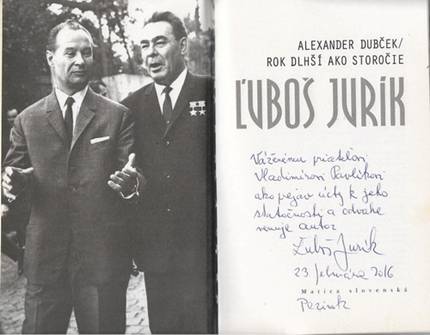 ALEXANDER DUBČEK/
ROK DLHŠÍ AKO STOROČIE
ĽUBOŠ JURÍK
Váženému priateľovi
Vladimírovi Pavlíkovi
ako prejav úcty k jeho
statočnosti a odvahe
venuje autor
Ľuboš Jurík
23 februára 2016
Matica slovenská
Pezinok